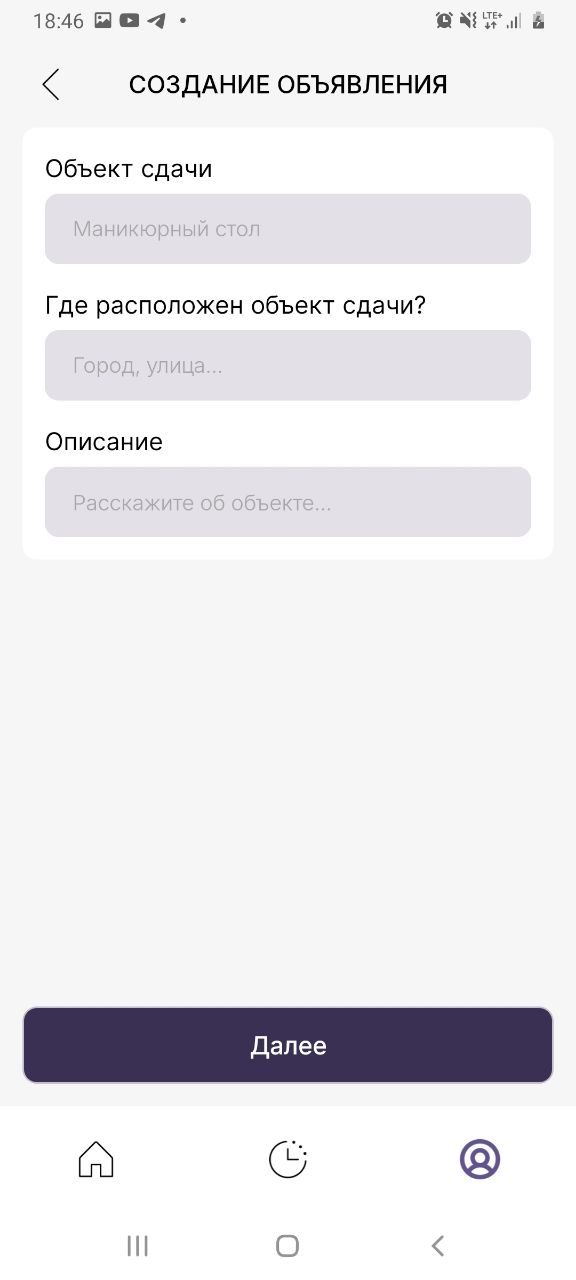 18:46
LTE+
СОЗДАНИЕ ОБЪЯВЛЕНИЯ
Объект сдачи
Маникюрный стол
Где расположен объект сдачи?
Город, улица...
Описание
Расскажите об объекте...
Далее